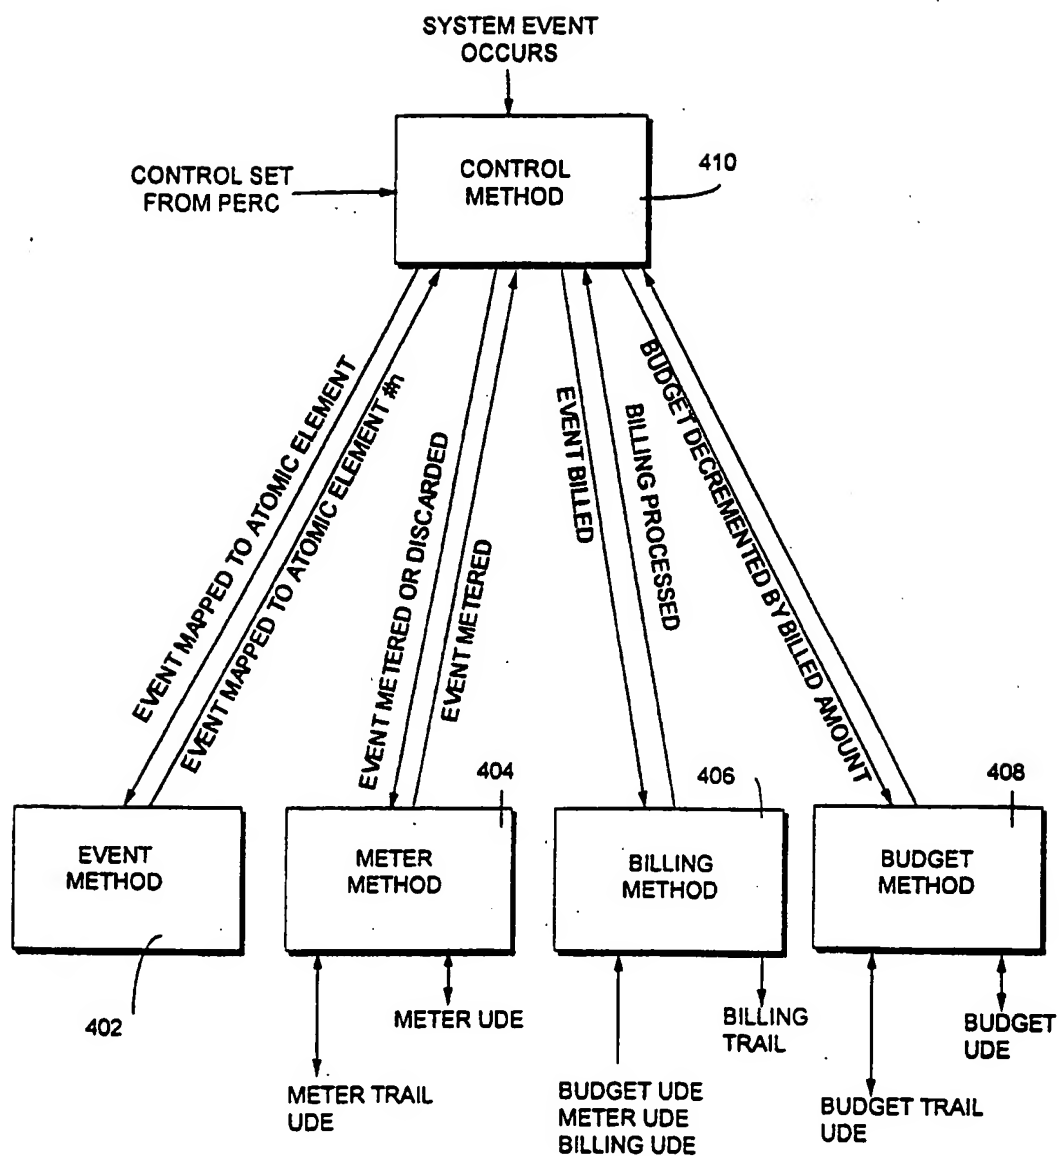 SYSTEM EVENT
OCCURS
CONTROL SET
FROM PERC
CONTROL
METHOD
410
EVENT MAPPED TO ATOMIC ELEMENT
EVENT MAPPED TO ATOMIC ELEMENT #n
EVENT METERED OR DISCARDED
EVENT METERED
EVENT BILLED
BILLING PROCESSED
BUDGET DECREMENTED BY BILLED AMOUNT
EVENT
METHOD
402
METER
METHOD
404
BILLING
METHOD
406
BUDGET
METHOD
408
METER TRAIL
UDE
METER UDE
BUDGET UDE
METER UDE
BILLING UDE
BILLING
TRAIL
BUDGET TRAIL
UDE
BUDGET
UDE